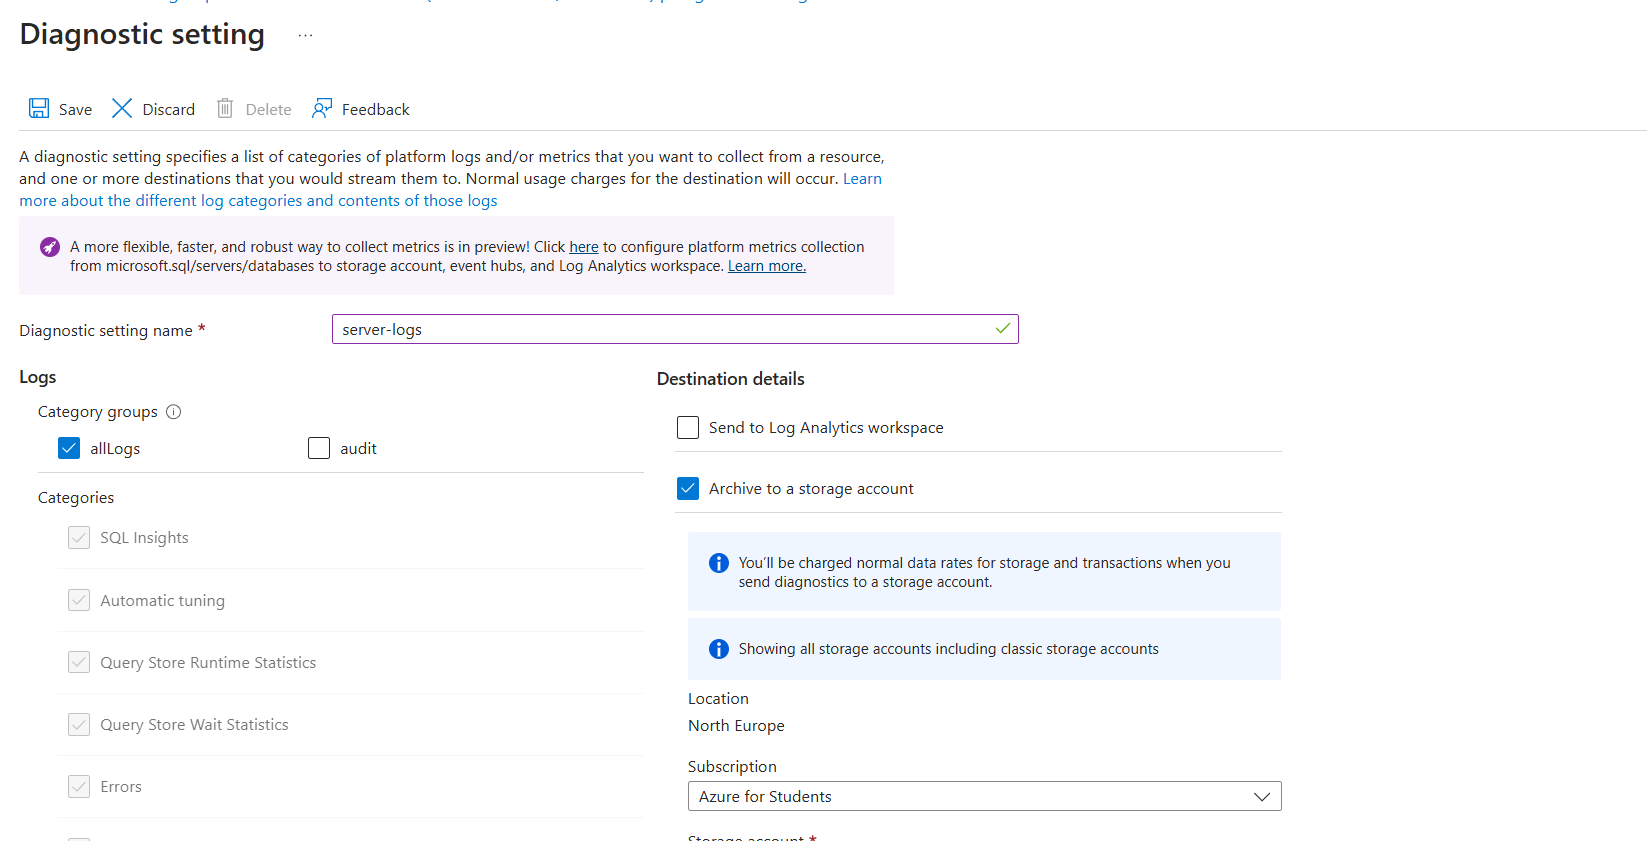 Diagnostic setting ...
Save Discard Delete Feedback
A diagnostic setting specifies a list of categories of platform logs and/or metrics that you want to collect from a resource,
and one or more destinations that you would stream them to. Normal usage charges for the destination will occur. Learn
more about the different log categories and contents of those logs
A more flexible, faster, and robust way to collect metrics is in preview! Click here to configure platform metrics collection
from microsoft.sql/servers/databases to storage account, event hubs, and Log Analytics workspace. Learn more.
Diagnostic setting name *
server-logs
Logs
Category groups
allLogs audit
Categories
SQL Insights
Automatic tuning
Query Store Runtime Statistics
Query Store Wait Statistics
Errors
Destination details
Send to Log Analytics workspace
Archive to a storage account
You'll be charged normal data rates for storage and transactions when you
send diagnostics to a storage account.
Showing all storage accounts including classic storage accounts
Location
North Europe
Subscription
Azure for Students
Storage account *